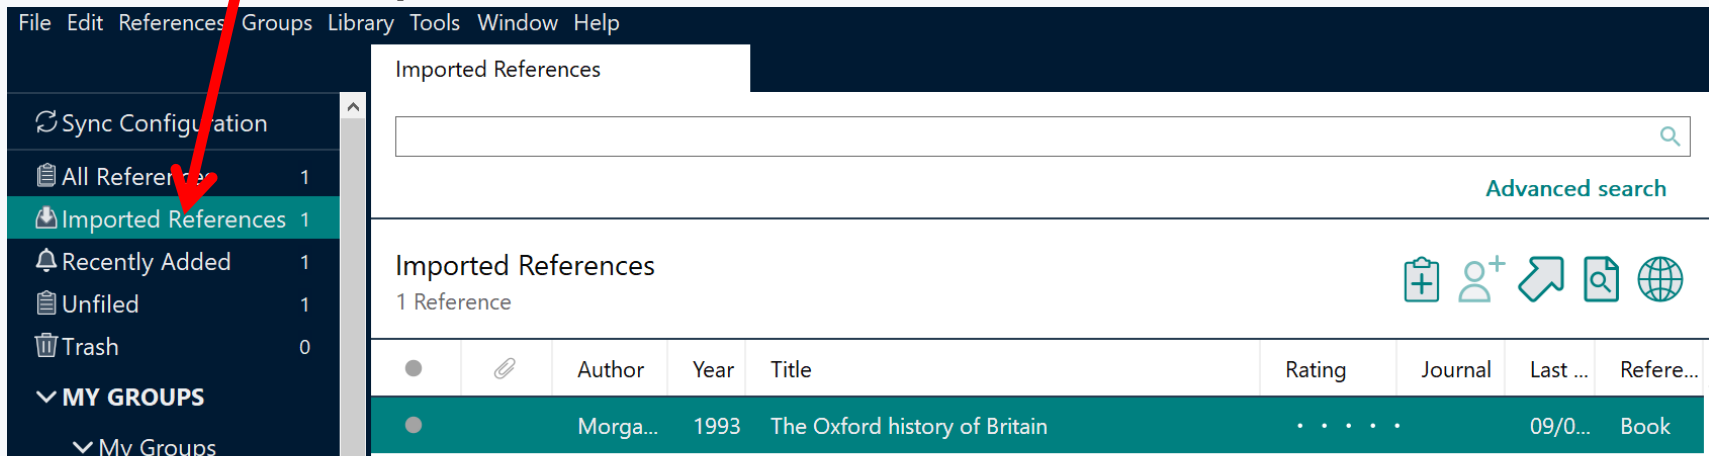 File Edit References Groups Library Tools Window Help
Imported References
Sync Configuration
All References 1
Imported References 1
Recently Added 1
Unfiled 1
Trash 0
MY GROUPS
My Groups
Advanced search
Imported References
1 Reference
Author Year Title Rating Journal Last ... Refere...
Morga... 1993 The Oxford history of Britain 09/0... Book